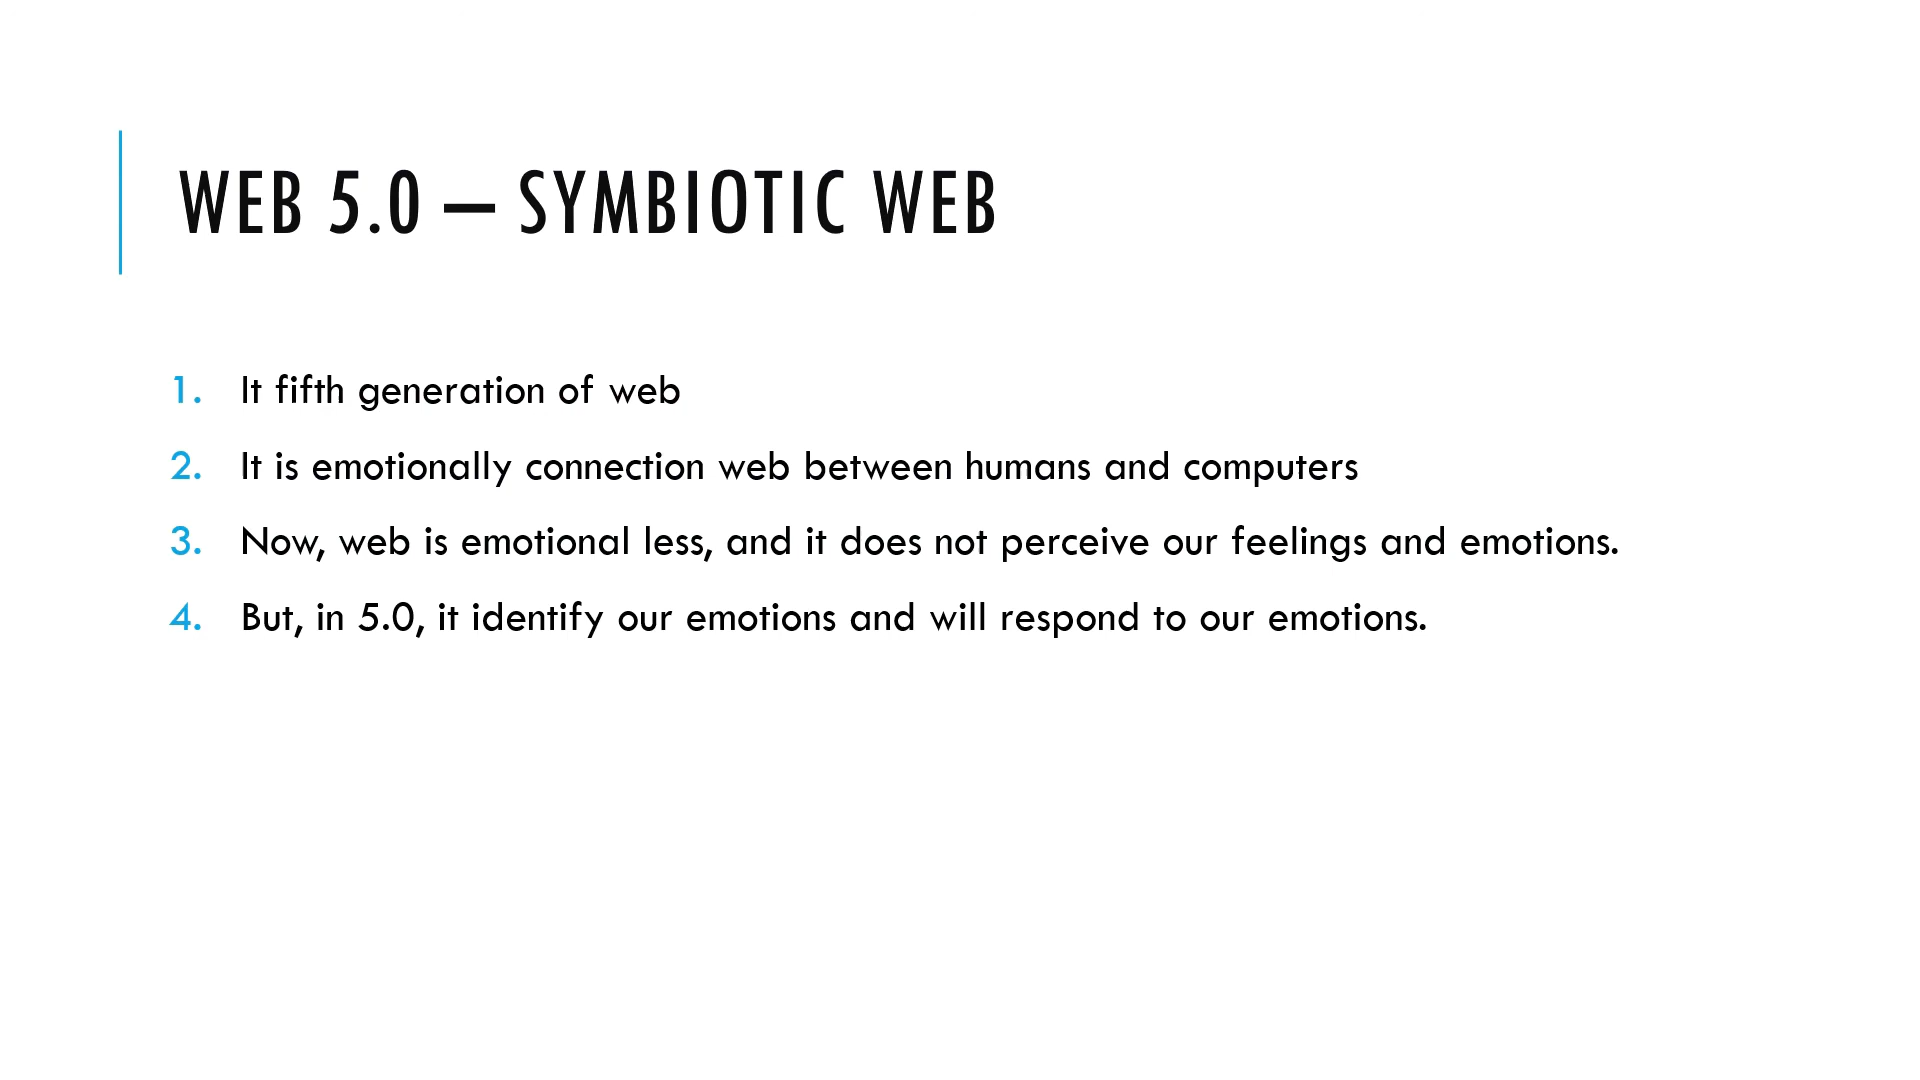 WEB 5.0 – SYMBIOTIC WEB
1. It fifth generation of web
2. It is emotionally connection web between humans and computers
3. Now, web is emotional less, and it does not perceive our feelings and emotions.
4. But, in 5.0, it identify our emotions and will respond to our emotions.